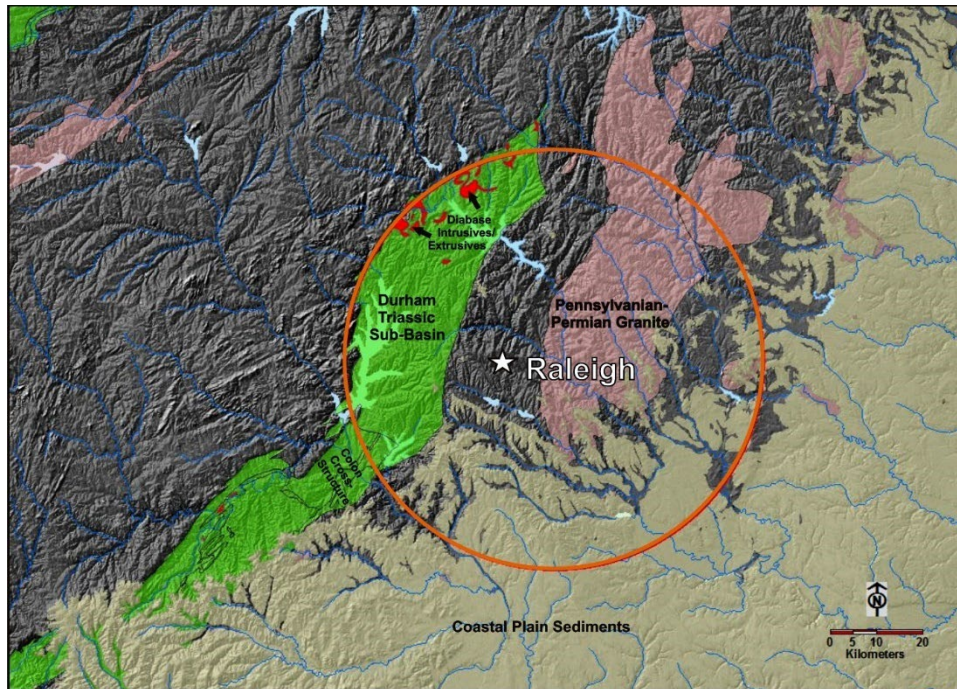 Diabase
Intrusives/
Extrusives
Durham
Triassic
Sub-Basin
Pennsylvanian-
Permian Granite
Raleigh
Colon
Cross-
Structure
Coastal Plain Sediments
N
0 5 10 20
Kilometers